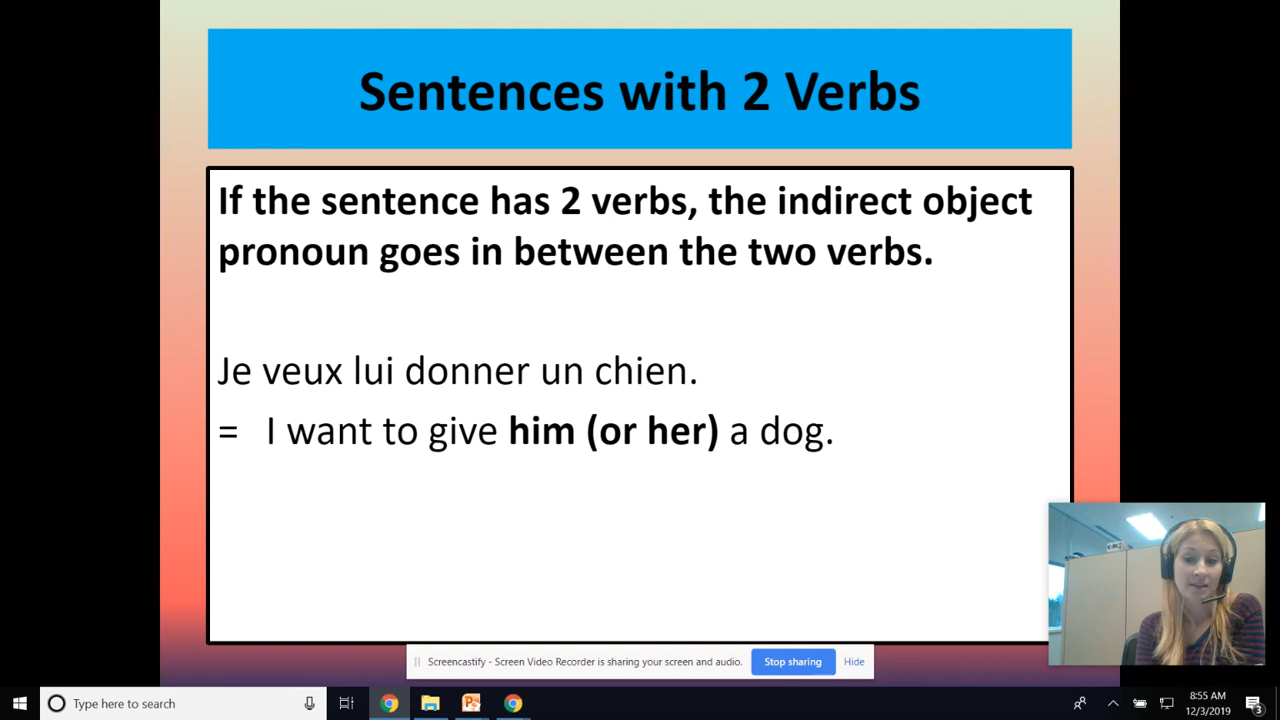 Sentences with 2 Verbs
If the sentence has 2 verbs, the indirect object
pronoun goes in between the two verbs.
Je veux lui donner un chien.
= I want to give him (or her) a dog.
Screencastify - Screen Video Recorder is sharing your screen and audio.
Stop sharing
Hide
Type here to search
8:55 AM
12/3/2019
3